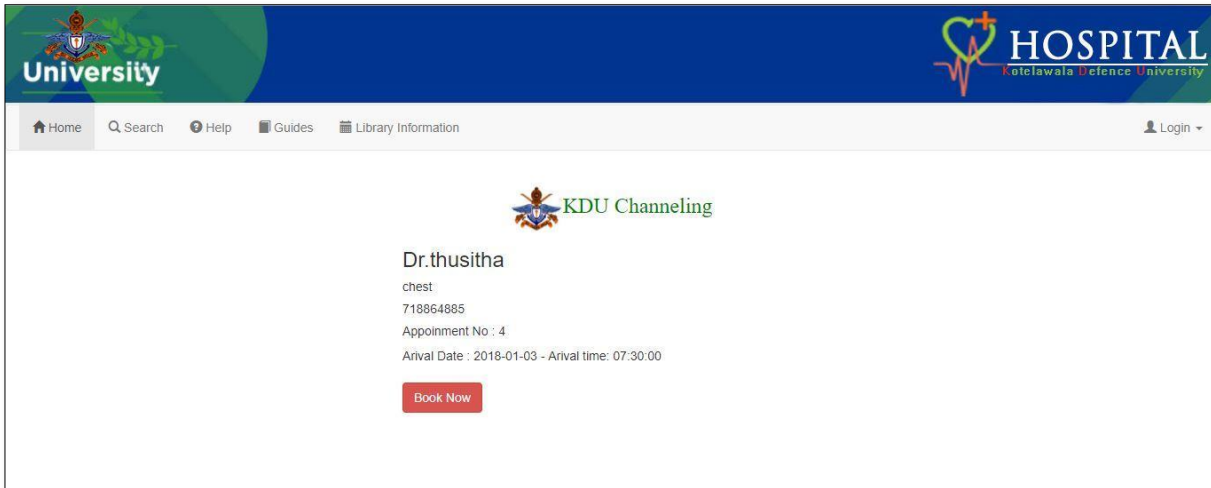 University
HOSPITAL
Kotelawala Defence University
Home Search Help Guides Library Information Login
KDU Channeling
Dr.thusitha
chest
718864885
Appoinment No : 4
Arival Date : 2018-01-03 - Arival time: 07:30:00
Book Now